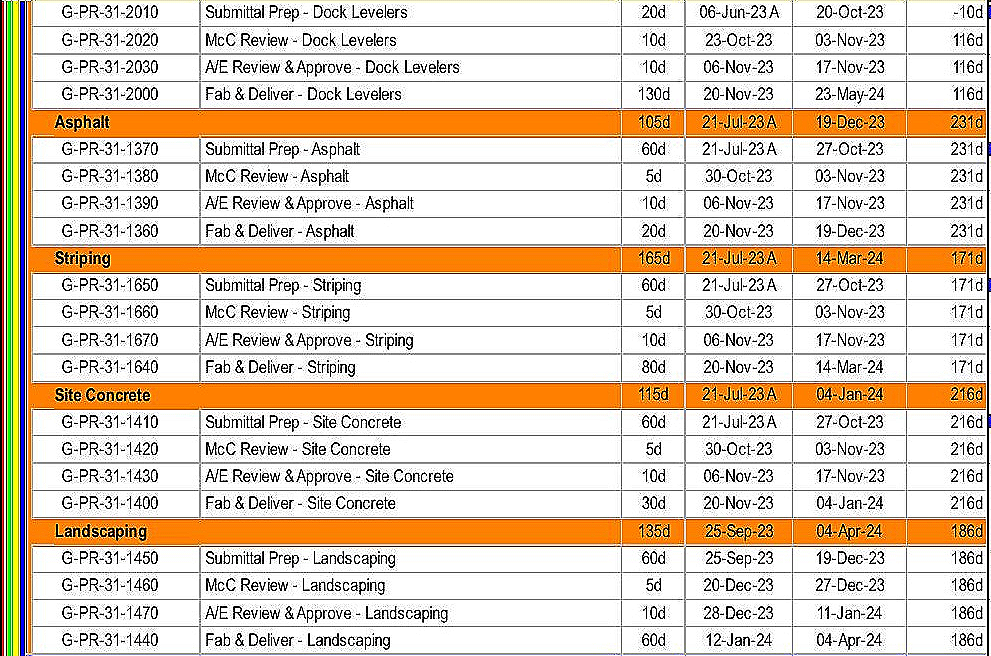 G-PR-31-2010 Submittal Prep - Dock Levelers 20d 06-Jun-23 A 20-Oct-23 -10d
G-PR-31-2020 McC Review - Dock Levelers 10d 23-Oct-23 03-Nov-23 116d
G-PR-31-2030 A/E Review & Approve - Dock Levelers 10d 06-Nov-23 17-Nov-23 116d
G-PR-31-2000 Fab & Deliver - Dock Levelers 130d 20-Nov-23 23-May-24 116d
Asphalt 105d 21-Jul-23 A 19-Dec-23 231d
G-PR-31-1370 Submittal Prep - Asphalt 60d 21-Jul-23 A 27-Oct-23 231d
G-PR-31-1380 McC Review - Asphalt 5d 30-Oct-23 03-Nov-23 231d
G-PR-31-1390 A/E Review & Approve - Asphalt 10d 06-Nov-23 17-Nov-23 231d
G-PR-31-1360 Fab & Deliver - Asphalt 20d 20-Nov-23 19-Dec-23 231d
Striping 165d 21-Jul-23 A 14-Mar-24 171d
G-PR-31-1650 Submittal Prep - Striping 60d 21-Jul-23 A 27-Oct-23 171d
G-PR-31-1660 McC Review - Striping 5d 30-Oct-23 03-Nov-23 171d
G-PR-31-1670 A/E Review & Approve - Striping 10d 06-Nov-23 17-Nov-23 171d
G-PR-31-1640 Fab & Deliver - Striping 80d 20-Nov-23 14-Mar-24 171d
Site Concrete 115d 21-Jul-23 A 04-Jan-24 216d
G-PR-31-1410 Submittal Prep - Site Concrete 60d 21-Jul-23 A 27-Oct-23 216d
G-PR-31-1420 McC Review - Site Concrete 5d 30-Oct-23 03-Nov-23 216d
G-PR-31-1430 A/E Review & Approve - Site Concrete 10d 06-Nov-23 17-Nov-23 216d
G-PR-31-1400 Fab & Deliver - Site Concrete 30d 20-Nov-23 04-Jan-24 216d
Landscaping 135d 25-Sep-23 04-Apr-24 186d
G-PR-31-1450 Submittal Prep - Landscaping 60d 25-Sep-23 19-Dec-23 186d
G-PR-31-1460 McC Review - Landscaping 5d 20-Dec-23 27-Dec-23 186d
G-PR-31-1470 A/E Review & Approve - Landscaping 10d 28-Dec-23 11-Jan-24 186d
G-PR-31-1440 Fab & Deliver - Landscaping 60d 12-Jan-24 04-Apr-24 186d